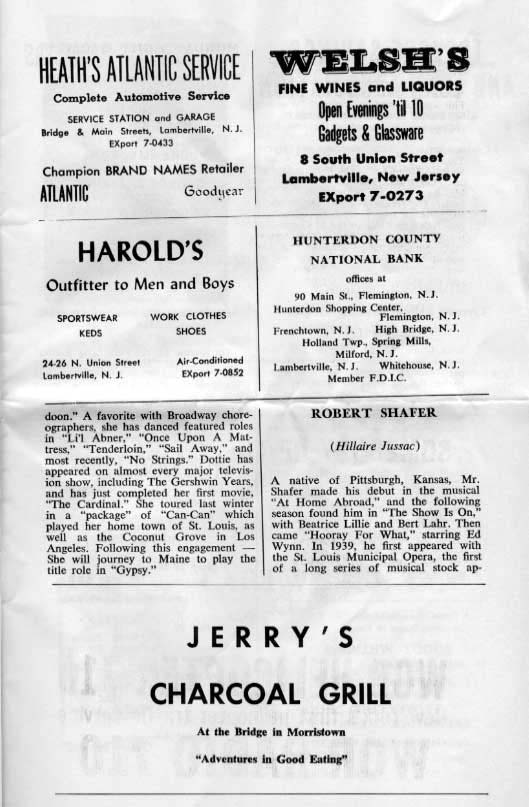 HEATH'S ATLANTIC SERVICE
Complete Automotive Service
SERVICE STATION and GARAGE
Bridge & Main Streets, Lambertville, N. J.
EXport 7-0433
Champion BRAND NAMES Retailer
ATLANTIC Goodyear
WELSH'S
FINE WINES and LIQUORS
Open Evenings 'til 10
Gadgets & Glassware
8 South Union Street
Lambertville, New Jersey
EXport 7-0273
HAROLD'S
Outfitter to Men and Boys
SPORTSWEAR WORK CLOTHES
KEDS SHOES
24-26 N. Union Street Air-Conditioned
Lambertville, N. J. EXport 7-0852
HUNTERDON COUNTY
NATIONAL BANK
offices at
90 Main St., Flemington, N. J.
Hunterdon Shopping Center,
Flemington, N. J.
Frenchtown, N. J. High Bridge, N. J.
Holland Twp., Spring Mills,
Milford, N. J.
Lambertville, N. J. Whitehouse, N. J.
Member F.D.I.C.
doon." A favorite with Broadway chore-
ographers, she has danced featured roles
in "Li'l Abner," "Once Upon A Mat-
tress," "Tenderloin," "Sail Away," and
most recently, "No Strings." Dottie has
appeared on almost every major televis-
ion show, including The Gershwin Years,
and has just completed her first movie,
"The Cardinal." She toured last winter
in a "package" of "Can-Can" which
played her home town of St. Louis, as
well as the Coconut Grove in Los
Angeles. Following this engagement —
She will journey to Maine to play the
title role in "Gypsy."
ROBERT SHAFER
(Hillaire Jussac)
A native of Pittsburgh, Kansas, Mr.
Shafer made his debut in the musical
"At Home Abroad," and the following
season found him in "The Show Is On,"
with Beatrice Lillie and Bert Lahr. Then
came "Hooray For What," starring Ed
Wynn. In 1939, he first appeared with
the St. Louis Municipal Opera, the first
of a long series of musical stock ap-
JERRY'S
CHARCOAL GRILL
At the Bridge in Morristown
"Adventures in Good Eating"